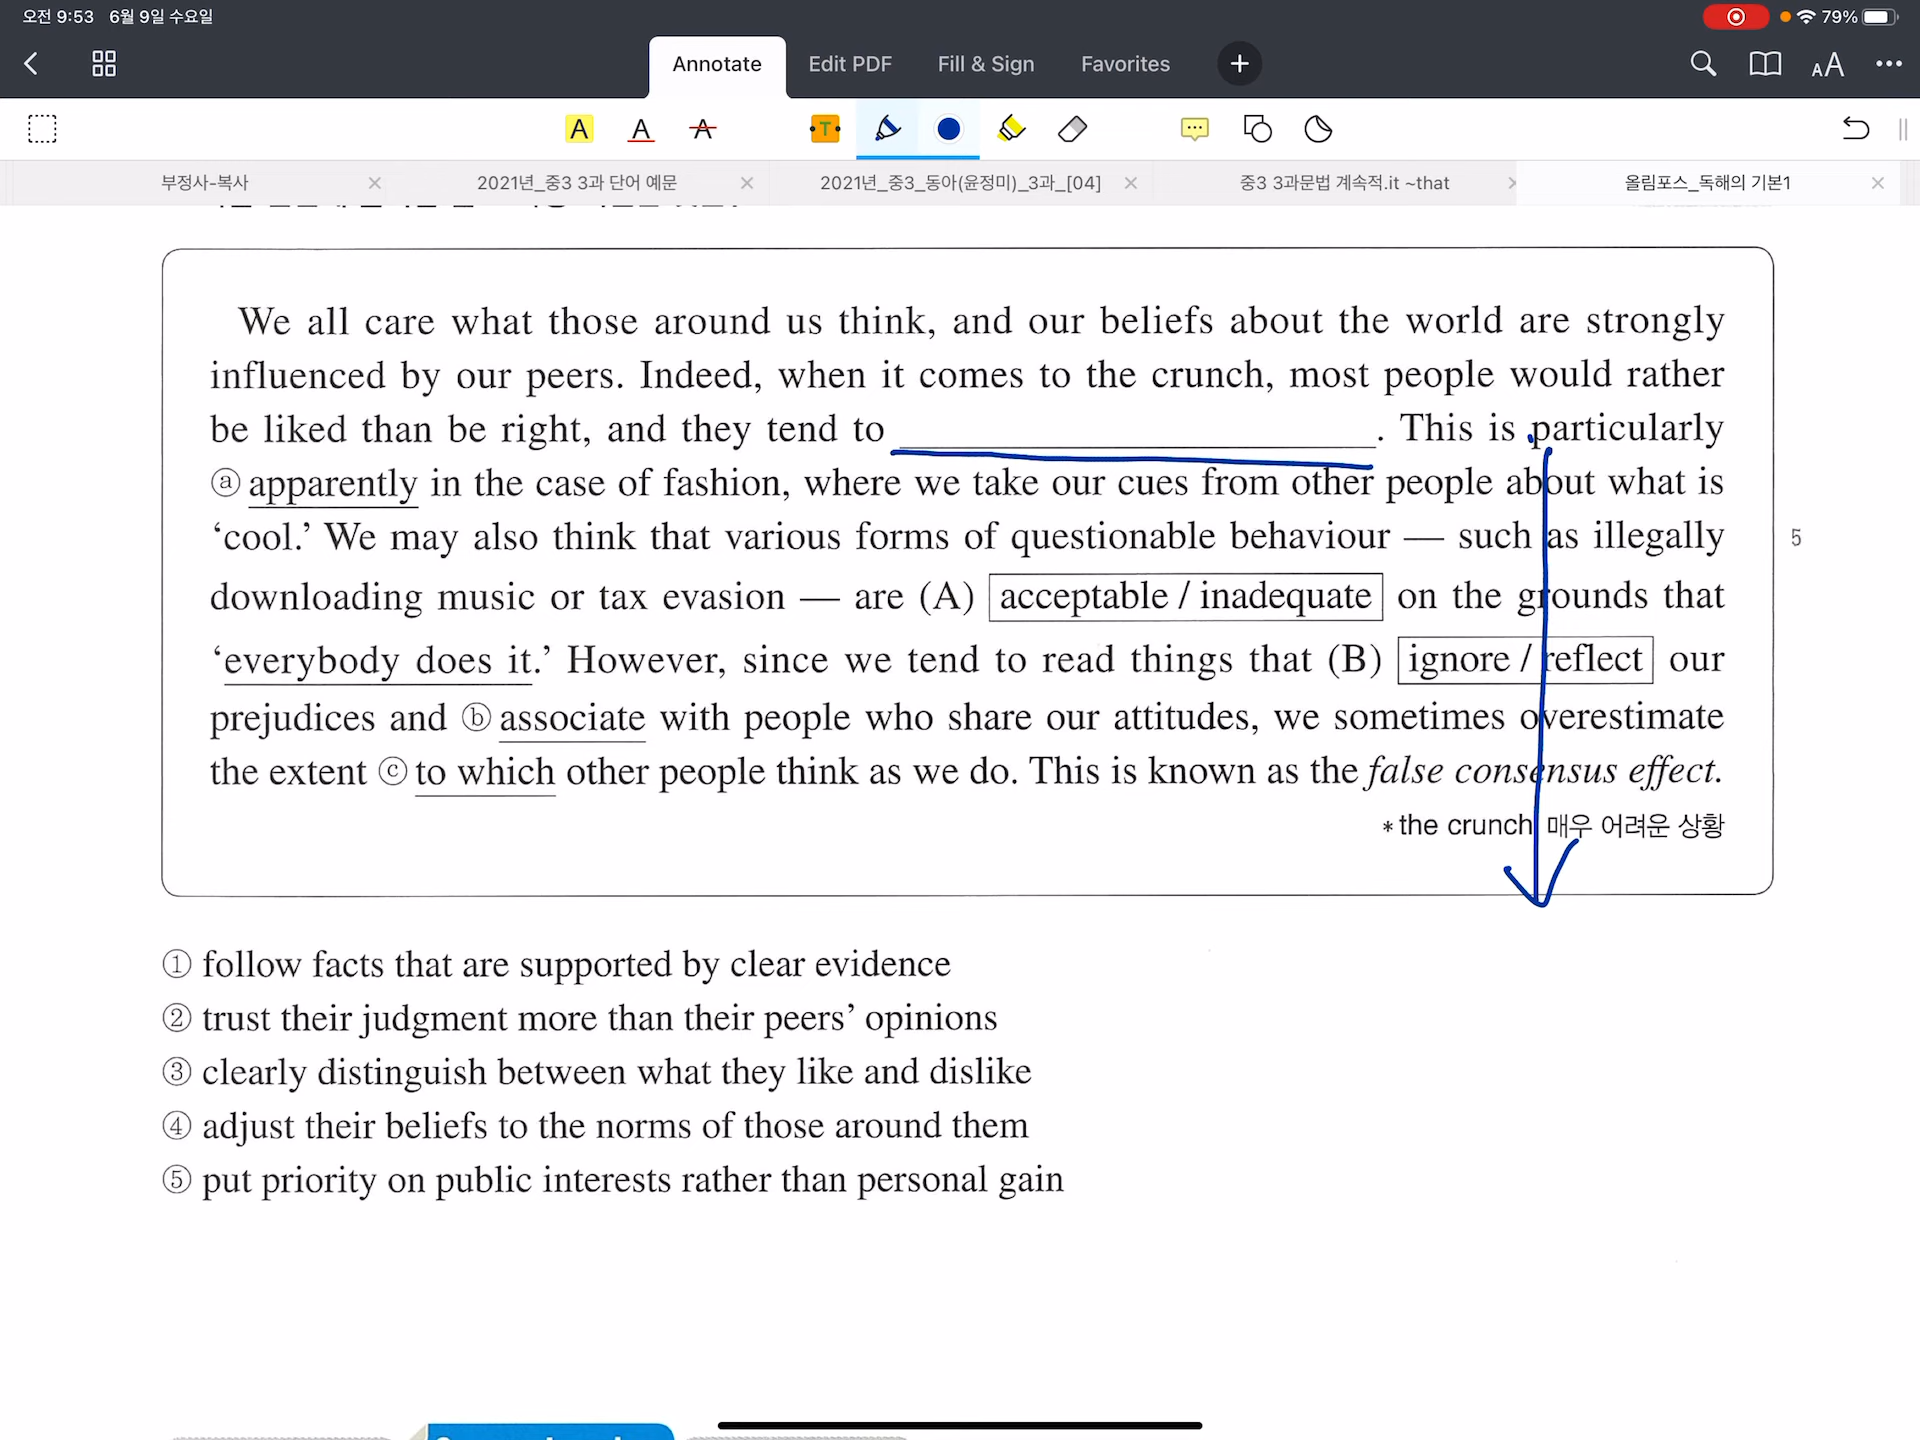 오전 9:53 6월 9일 수요일
79%
Annotate Edit PDF Fill & Sign Favorites
AA
A A A T
부정사-복사 2021년_중3 3과 단어 예문 2021년_중3_동아(윤정미)_3과_[04] 중3 3과문법 계속적.it ~that 올림포스_독해의 기본1
We all care what those around us think, and our beliefs about the world are strongly
influenced by our peers. Indeed, when it comes to the crunch, most people would rather
be liked than be right, and they tend to ____________________. This is particularly
ⓐ apparently in the case of fashion, where we take our cues from other people about what is
‘cool.’ We may also think that various forms of questionable behaviour — such as illegally
5
downloading music or tax evasion — are (A) acceptable / inadequate on the grounds that
‘everybody does it.’ However, since we tend to read things that (B) ignore / reflect our
prejudices and ⓑ associate with people who share our attitudes, we sometimes overestimate
the extent ⓒ to which other people think as we do. This is known as the false consensus effect.
*the crunch 매우 어려운 상황
① follow facts that are supported by clear evidence
② trust their judgment more than their peers’ opinions
③ clearly distinguish between what they like and dislike
④ adjust their beliefs to the norms of those around them
⑤ put priority on public interests rather than personal gain